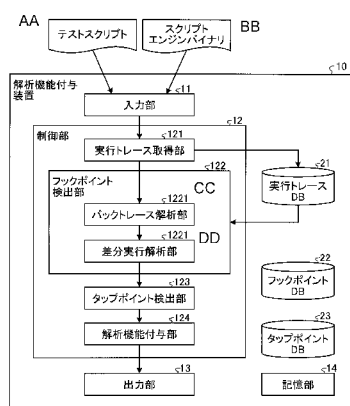 AA
テストスクリプト
スクリプト
エンジンバイナリ
BB
10
解析機能付与
装置
11
入力部
12
制御部
121
実行トレース取得部
21
実行トレース
DB
122
フックポイント
検出部
CC
1221
バックトレース解析部
DD
1221
差分実行解析部
22
フックポイント
DB
123
タップポイント検出部
23
タップポイント
DB
124
解析機能付与部
13
出力部
14
記憶部